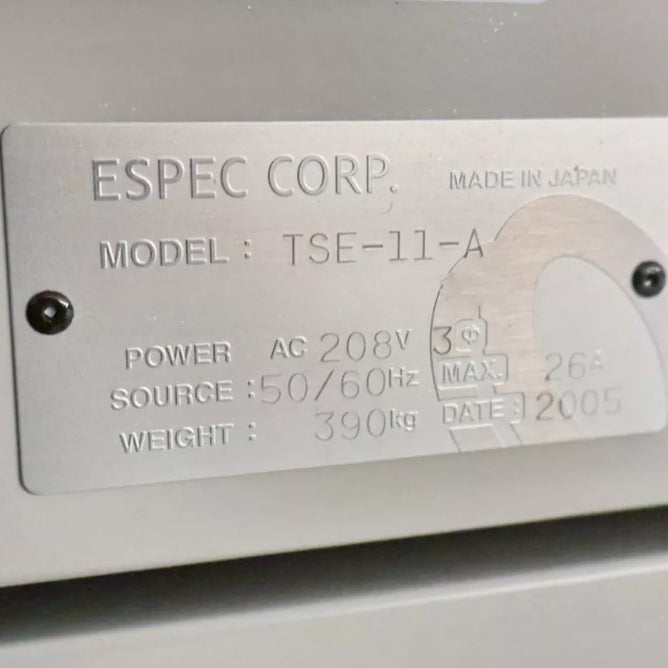 ESPEC CORP. MADE IN JAPAN
MODEL : TSE-11-A
POWER AC 208V 3Φ
SOURCE : 50/60Hz MAX. 26A
WEIGHT : 390kg DATE : 2005